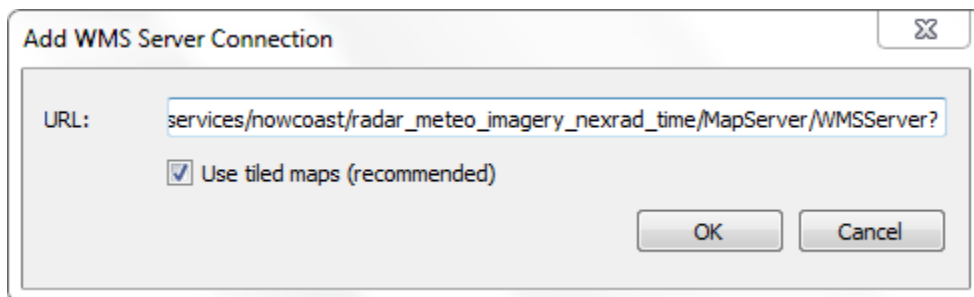 Add WMS Server Connection
URL: services/nowcoast/radar_meteo_imagery_nexrad_time/MapServer/WMSServer?
Use tiled maps (recommended)
OK Cancel